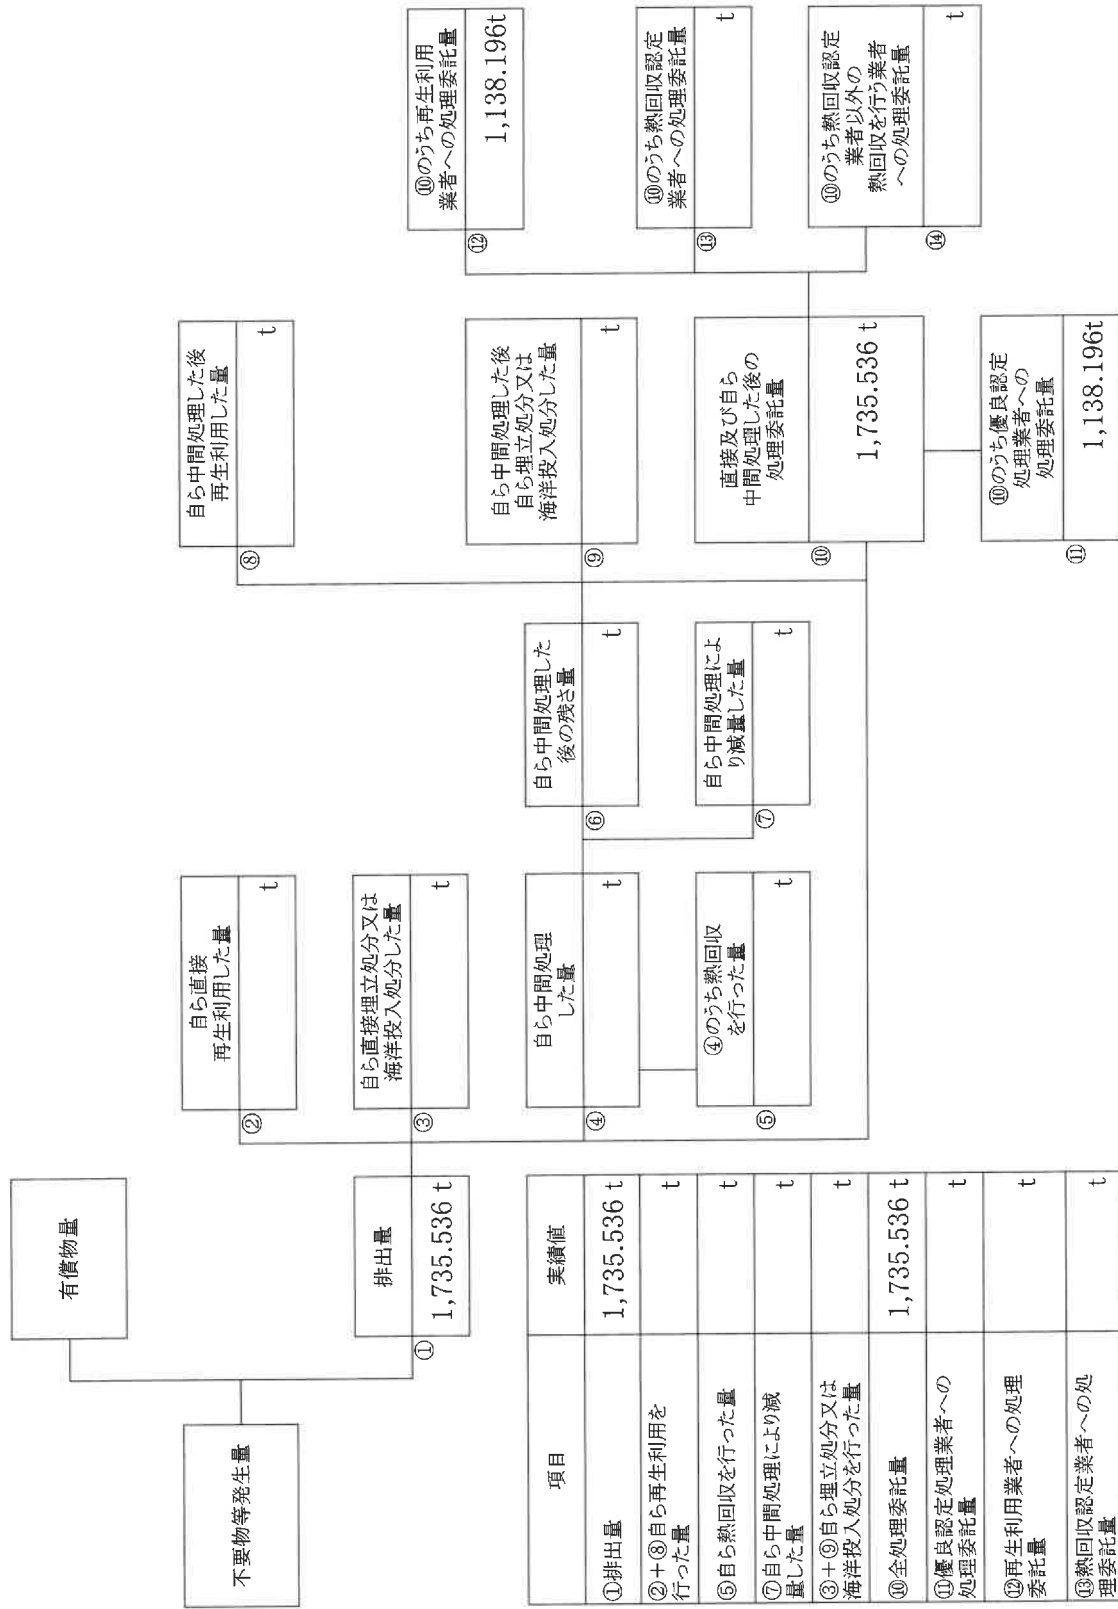 不要物等発生量
有償物量
①
排出量
1,735.536 t
②
自ら直接
再生利用した量
t
③
自ら直接埋立処分又は
海洋投入処分した量
t
④
自ら中間処理
した量
t
⑤
④のうち熱回収
を行った量
t
⑥
自ら中間処理した
後の残さ量
t
⑦
自ら中間処理によ
り減量した量
t
⑧
自ら中間処理した後
再生利用した量
t
⑨
自ら中間処理した後
自ら埋立処分又は
海洋投入処分した量
t
⑩
直接及び自ら
中間処理した後の
処理委託量
1,735.536 t
⑪
⑩のうち優良認定
処理業者への
処理委託量
1,138.196t
⑫
⑩のうち再生利用
業者への処理委託量
1,138.196t
⑬
⑩のうち熱回収認定
業者への処理委託量
t
⑭
⑩のうち熱回収認定
業者以外の
熱回収を行う業者
への処理委託量
t
項目 実績値
①排出量 1,735.536 t
②+⑧自ら再生利用を
行った量 t
⑤自ら熱回収を行った量 t
⑦自ら中間処理により減
量した量 t
③+⑨自ら埋立処分又は
海洋投入処分を行った量 t
⑩全処理委託量 1,735.536 t
⑪優良認定処理業者への
処理委託量 t
⑫再生利用業者への処理
委託量 t
⑬熱回収認定業者への処
理委託量 t